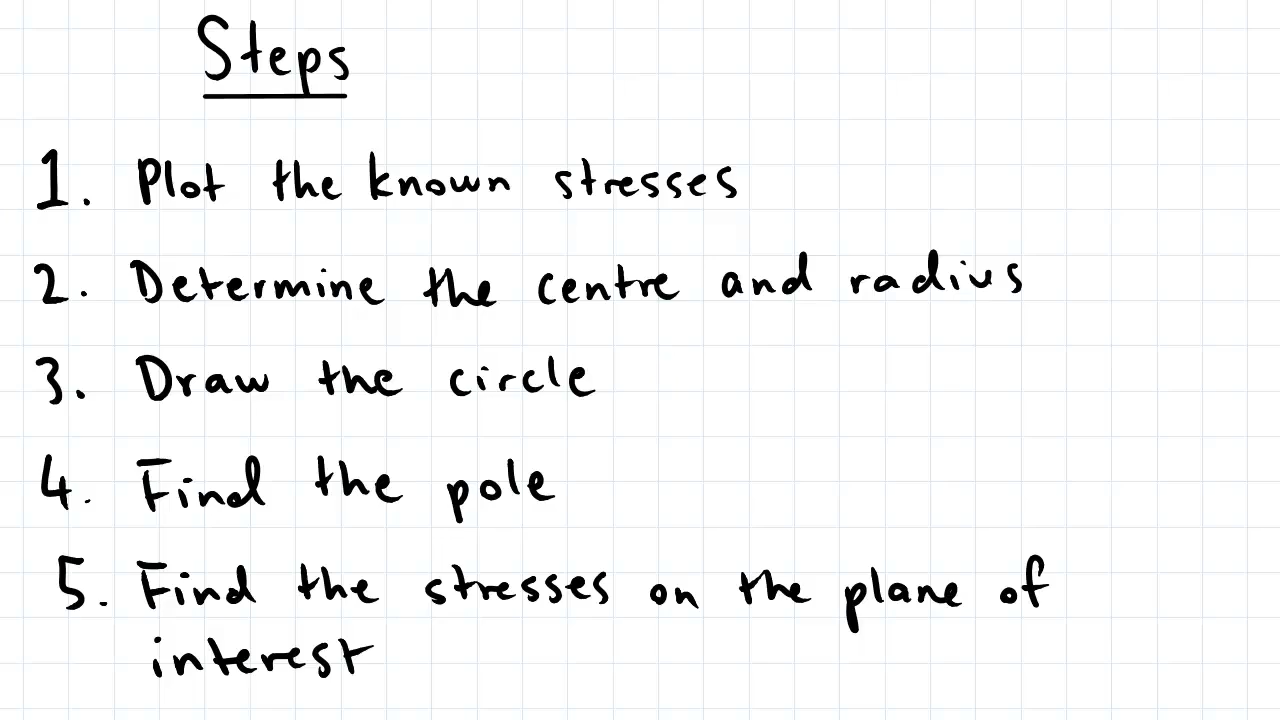 Steps
1. Plot the known stresses
2. Determine the centre and radius
3. Draw the circle
4. Find the pole
5. Find the stresses on the plane of
interest